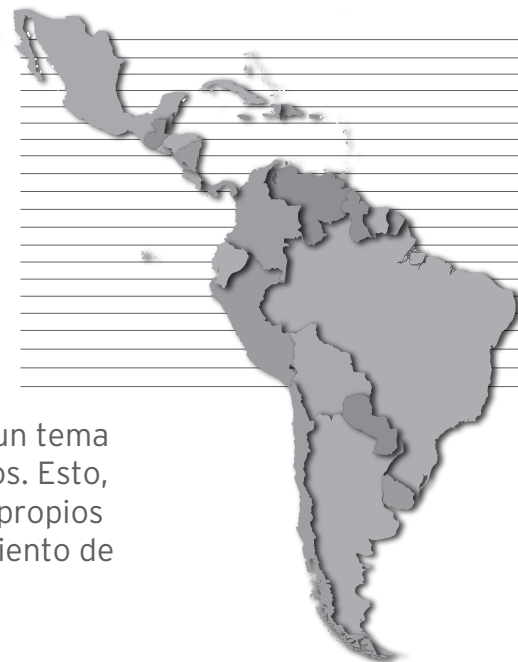 un tema
os. Esto,
propios
iento de